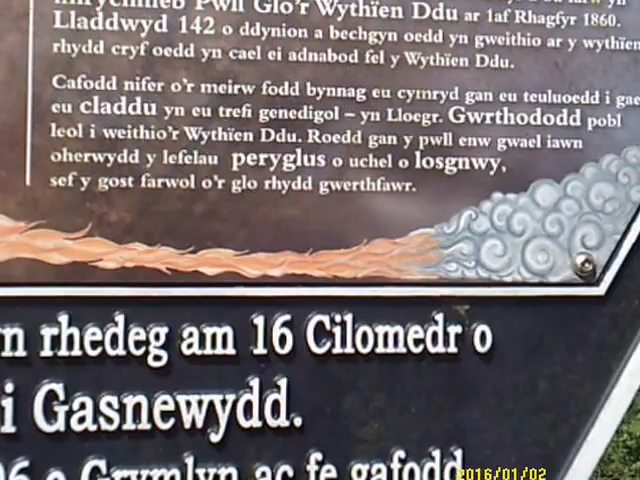 Pwll Glo'r Wythïen Ddu ar 1af Rhagfyr 1860.
Lladdwyd 142 o ddynion a bechgyn oedd yn gweithio ar y wythïen
rhydd cryf oedd yn cael ei adnabod fel y Wythïen Ddu.
Cafodd nifer o'r meirw fodd bynnag eu cymryd gan eu teuluoedd i gae
eu claddu yn eu trefi genedigol – yn Lloegr. Gwrthododd pobl
leol i weithio'r Wythïen Ddu. Roedd gan y pwll enw gwael iawn
oherwydd y lefelau peryglus o uchel o losgnwy,
sef y gost farwol o'r glo rhydd gwerthfawr.
rn rhedeg am 16 Cilomedr o
i Gasnewydd.
o Grymlyn ac fe gafodd
2016/01/02